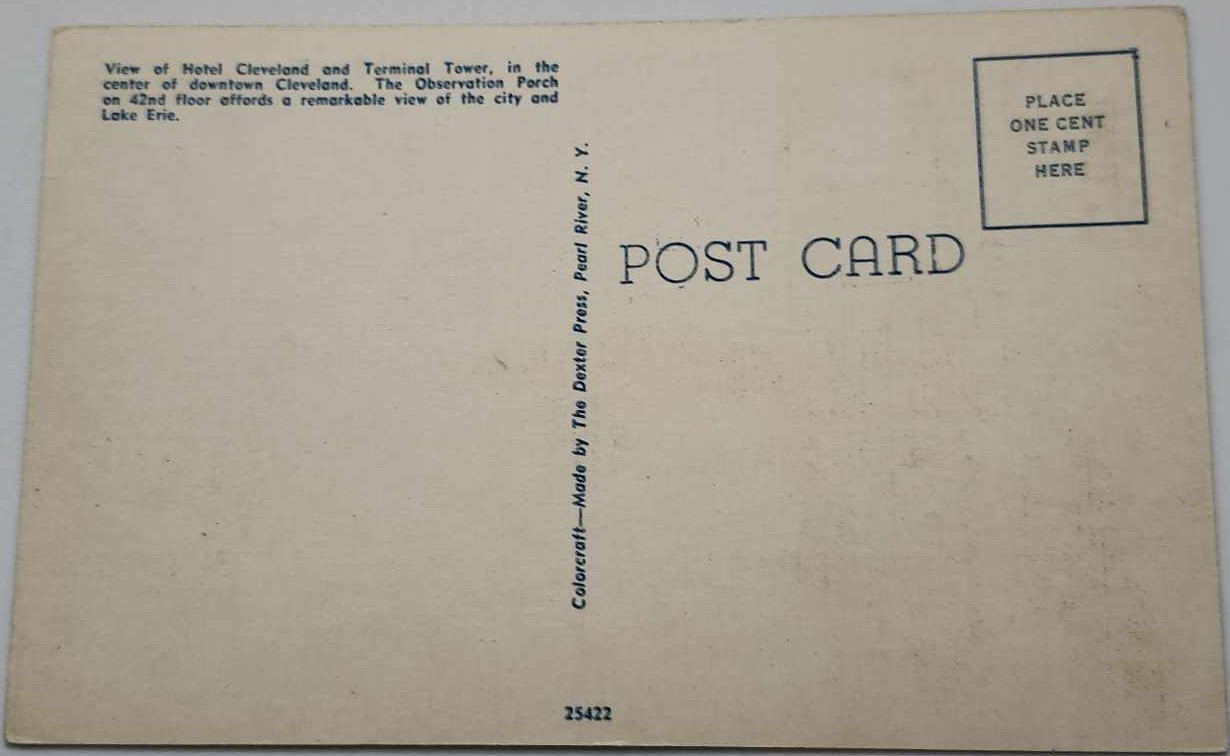 View of Hotel Cleveland and Terminal Tower, in the
center of downtown Cleveland. The Observation Porch
on 42nd floor affords a remarkable view of the city and
Lake Erie.
Colorcraft—Made by The Dexter Press, Pearl River, N. Y.
PLACE
ONE CENT
STAMP
HERE
POST CARD
25422